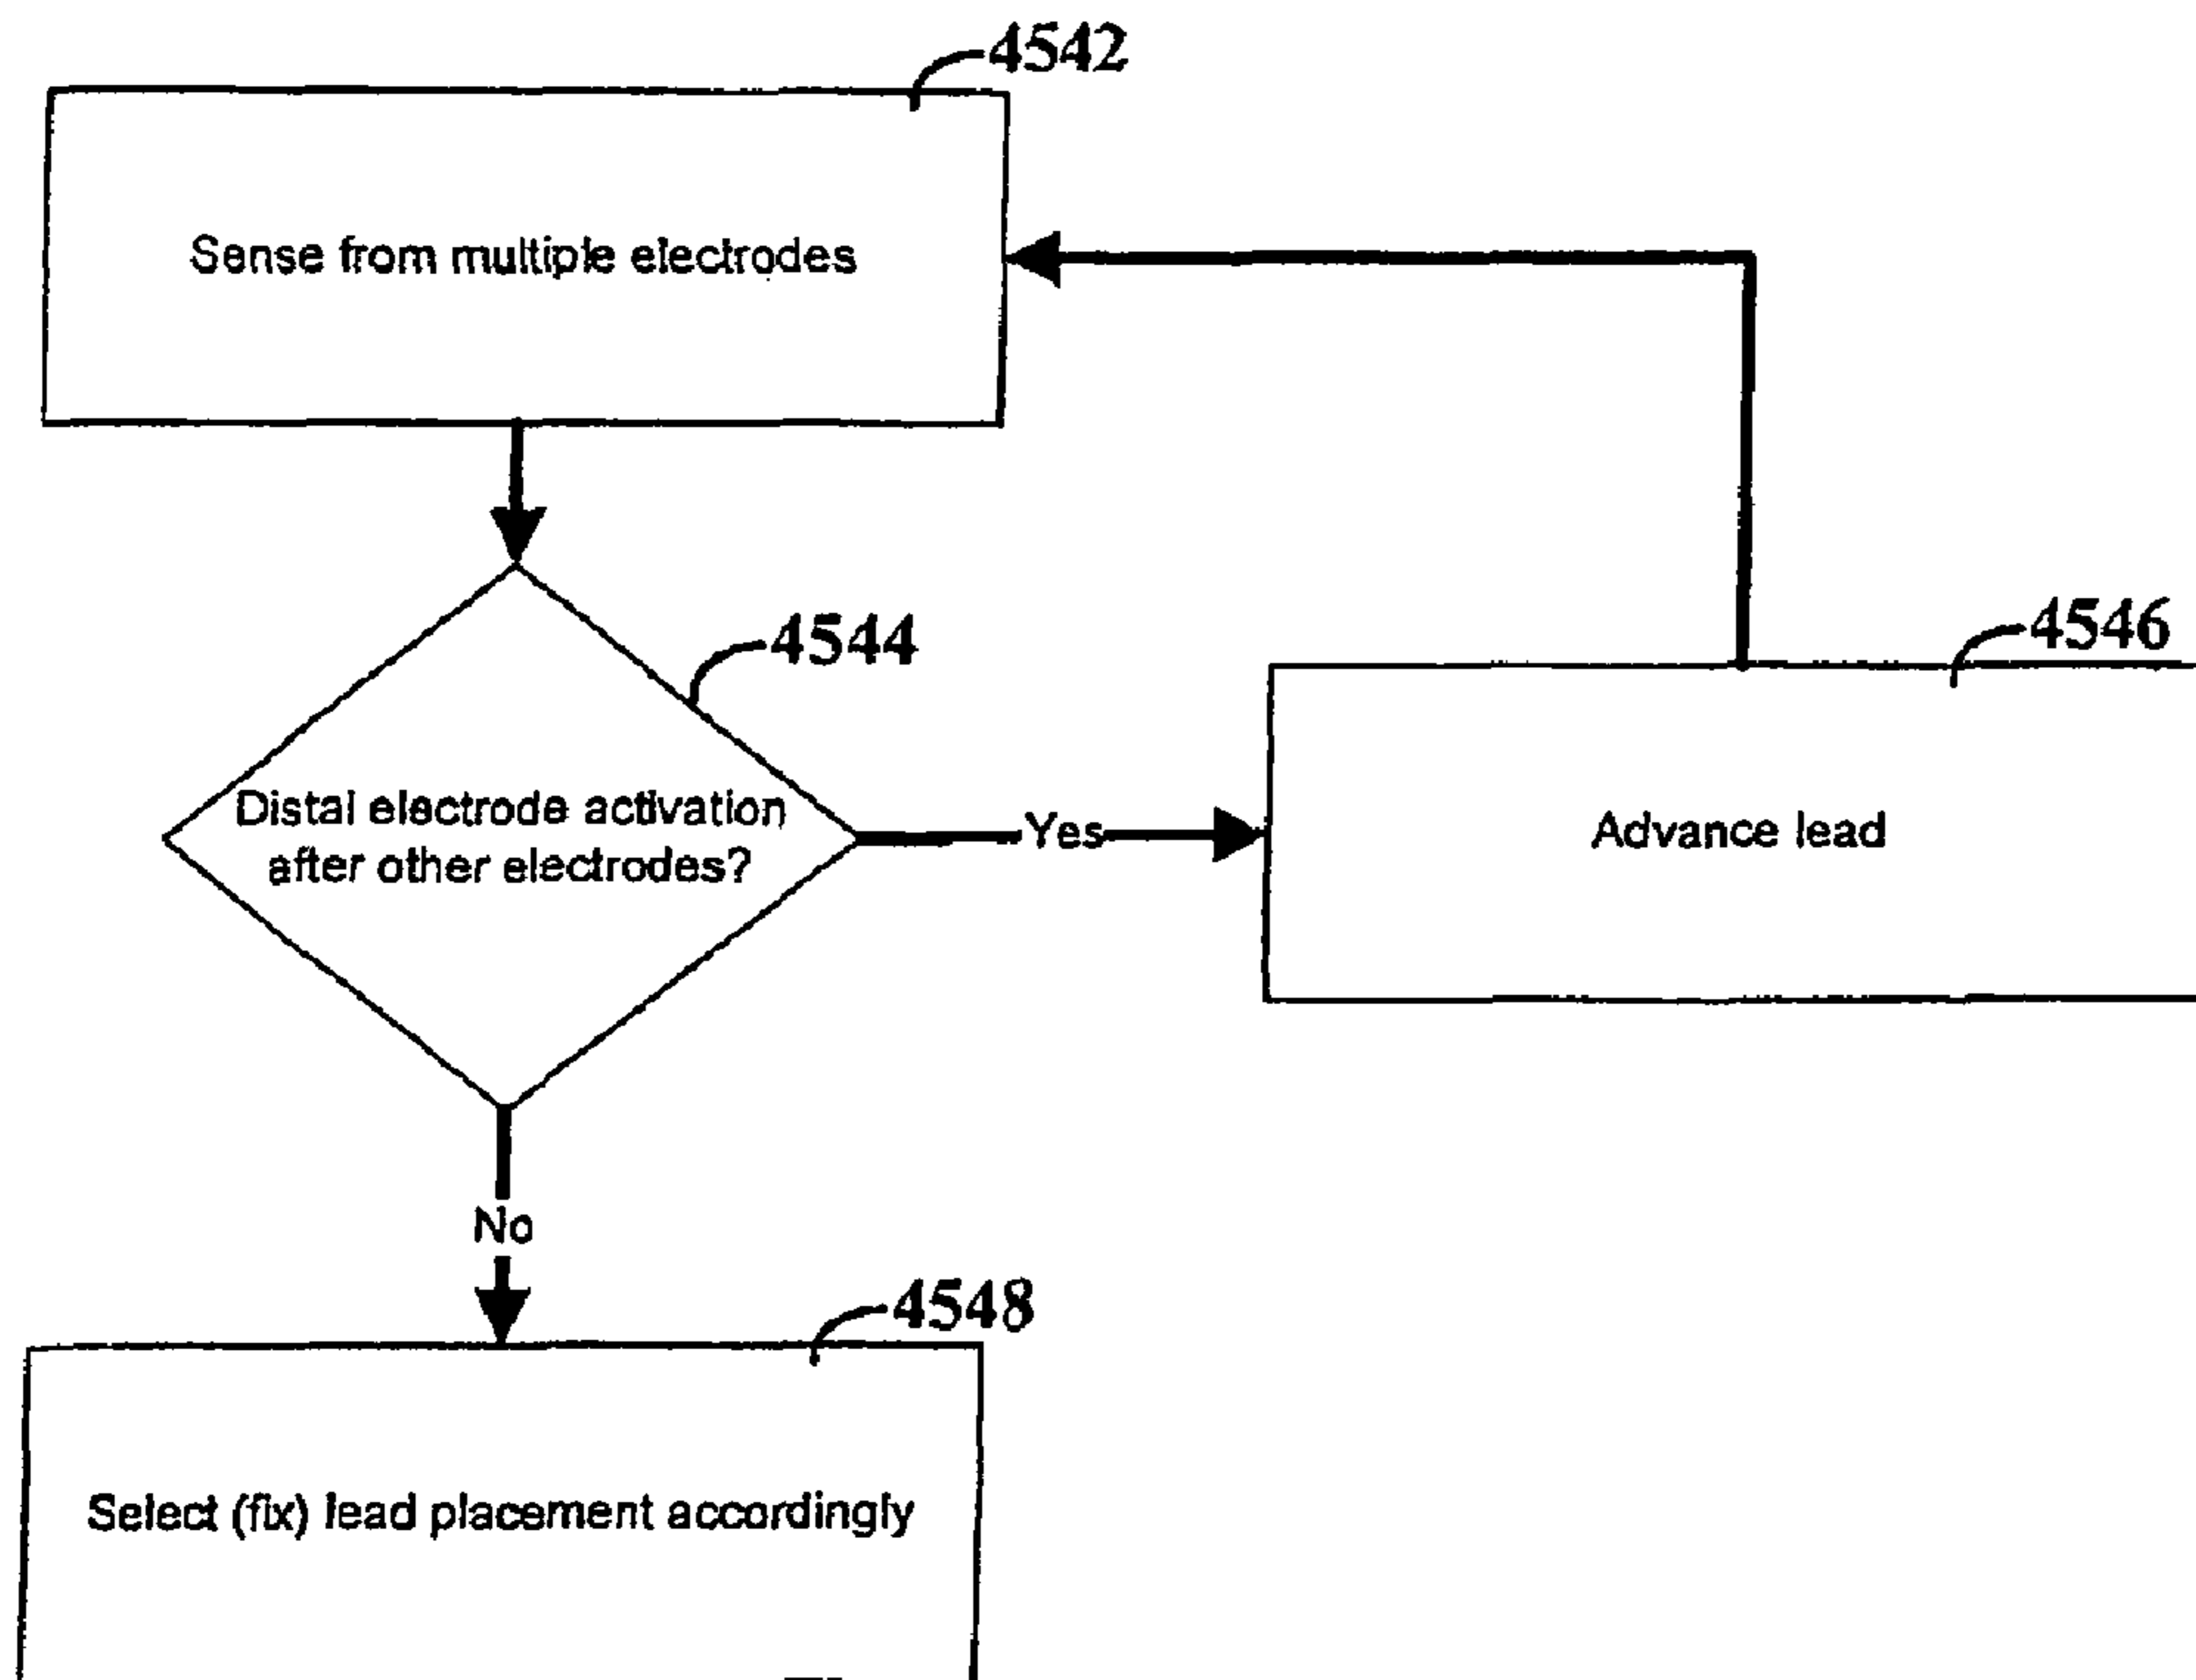 4542
Sense from multiple electrodes
4544
4546
Distal electrode activation
after other electrodes?
Yes
Advance lead
No
4548
Select (fix) lead placement accordingly